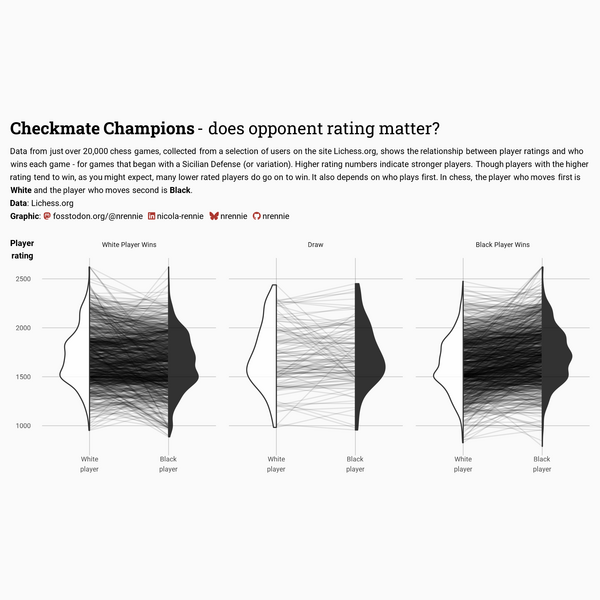 Checkmate Champions - does opponent rating matter?
Data from just over 20,000 chess games, collected from a selection of users on the site Lichess.org, shows the relationship between player ratings and who
wins each game - for games that began with a Sicilian Defense (or variation). Higher rating numbers indicate stronger players. Though players with the higher
rating tend to win, as you might expect, many lower rated players do go on to win. It also depends on who plays first. In chess, the player who moves first is
White and the player who moves second is Black.
Data: Lichess.org
Graphic: fosstodon.org/@nrennie nicola-rennie nrennie nrennie
Player
rating
White Player Wins
Draw
Black Player Wins
2500
2000
1500
1000
White
player
Black
player
White
player
Black
player
White
player
Black
player